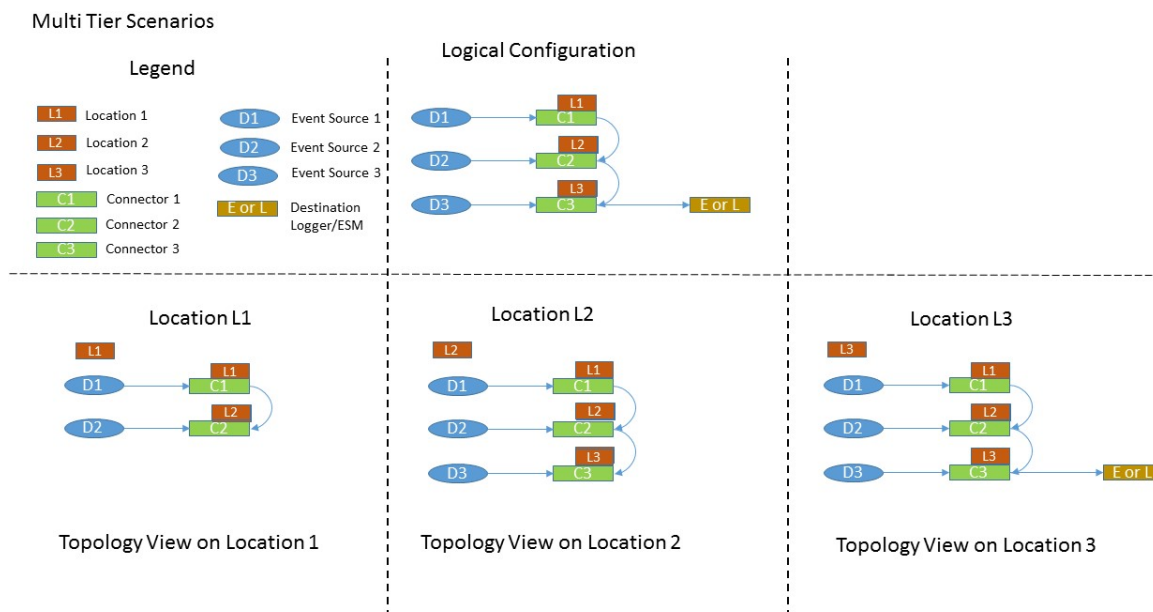 Multi Tier Scenarios
Legend
L1 Location 1
L2 Location 2
L3 Location 3
C1 Connector 1
C2 Connector 2
C3 Connector 3
D1 Event Source 1
D2 Event Source 2
D3 Event Source 3
E or L Destination
Logger/ESM
Logical Configuration
L1
D1 C1
L2
D2 C2
L3
D3 C3 E or L
Location L1
L1
L1
D1 C1
L2
D2 C2
Topology View on Location 1
Location L2
L2
L1
D1 C1
L2
D2 C2
L3
D3 C3
Topology View on Location 2
Location L3
L3
L1
D1 C1
L2
D2 C2
L3
D3 C3 E or L
Topology View on Location 3